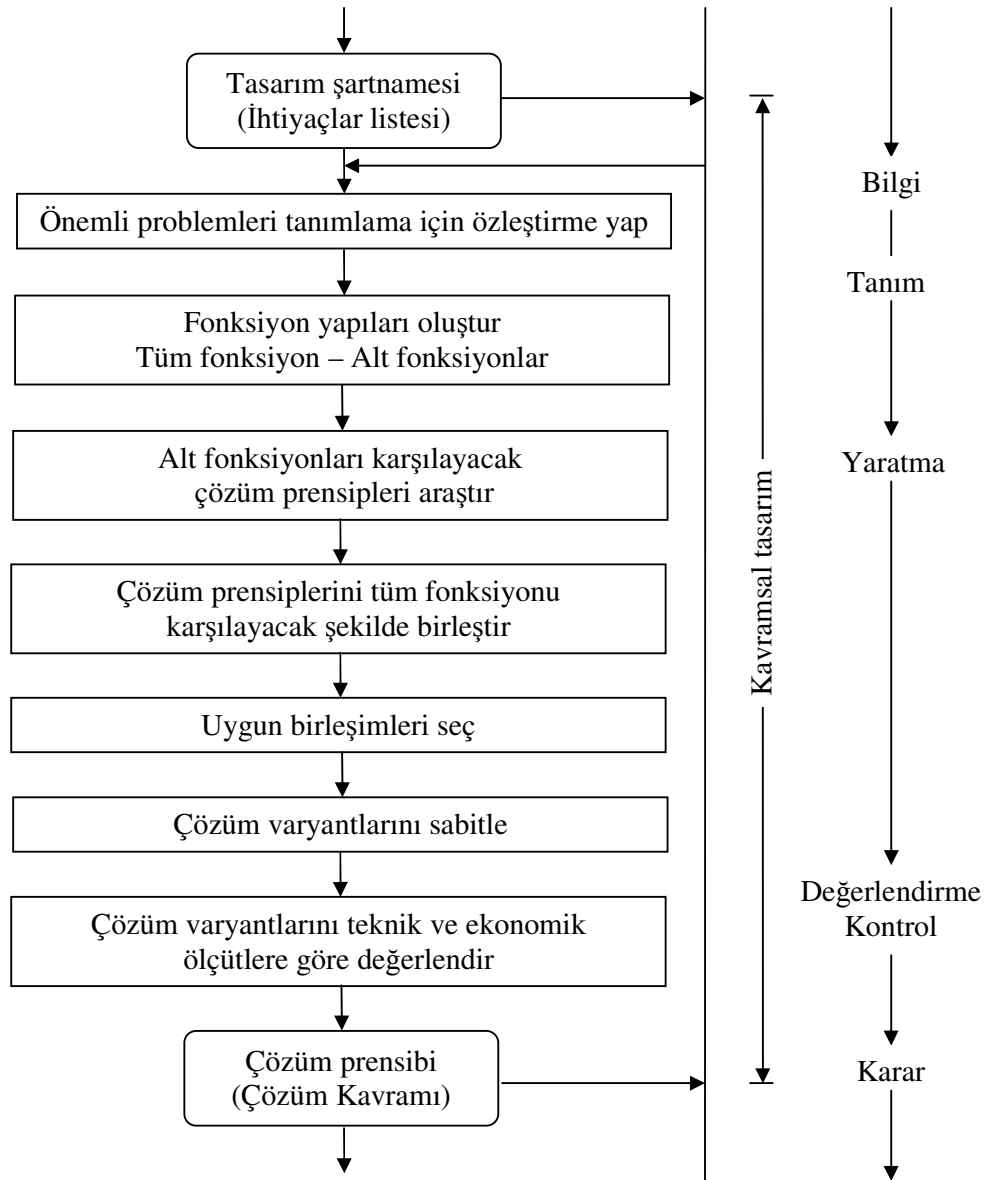 Tasarım şartnamesi
(İhtiyaçlar listesi)
Önemli problemleri tanımlama için özleştirme yap
Fonksiyon yapıları oluştur
Tüm fonksiyon – Alt fonksiyonlar
Alt fonksiyonları karşılayacak
çözüm prensipleri araştır
Çözüm prensiplerini tüm fonksiyonu
karşılayacak şekilde birleştir
Uygun birleşimleri seç
Çözüm varyantlarını sabitle
Çözüm varyantlarını teknik ve ekonomik
ölçütlere göre değerlendir
Çözüm prensibi
(Çözüm Kavramı)
Kavramsal tasarım
Bilgi
Tanım
Yaratma
Değerlendirme
Kontrol
Karar